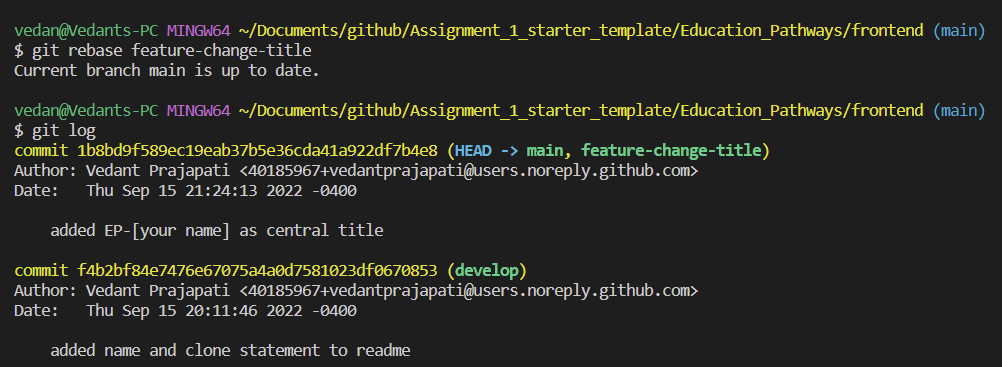 vedan@Vedants-PC MINGW64 ~/Documents/github/Assignment_1_starter_template/Education_Pathways/frontend (main)
$ git rebase feature-change-title
Current branch main is up to date.
vedan@Vedants-PC MINGW64 ~/Documents/github/Assignment_1_starter_template/Education_Pathways/frontend (main)
$ git log
commit 1b8bd9f589ec19eab37b5e36cda41a922df7b4e8 (HEAD -> main, feature-change-title)
Author: Vedant Prajapati <40185967+vedantprajapati@users.noreply.github.com>
Date:   Thu Sep 15 21:24:13 2022 -0400
    added EP-[your name] as central title
commit f4b2bf84e7476e67075a4a0d7581023df0670853 (develop)
Author: Vedant Prajapati <40185967+vedantprajapati@users.noreply.github.com>
Date:   Thu Sep 15 20:11:46 2022 -0400
    added name and clone statement to readme